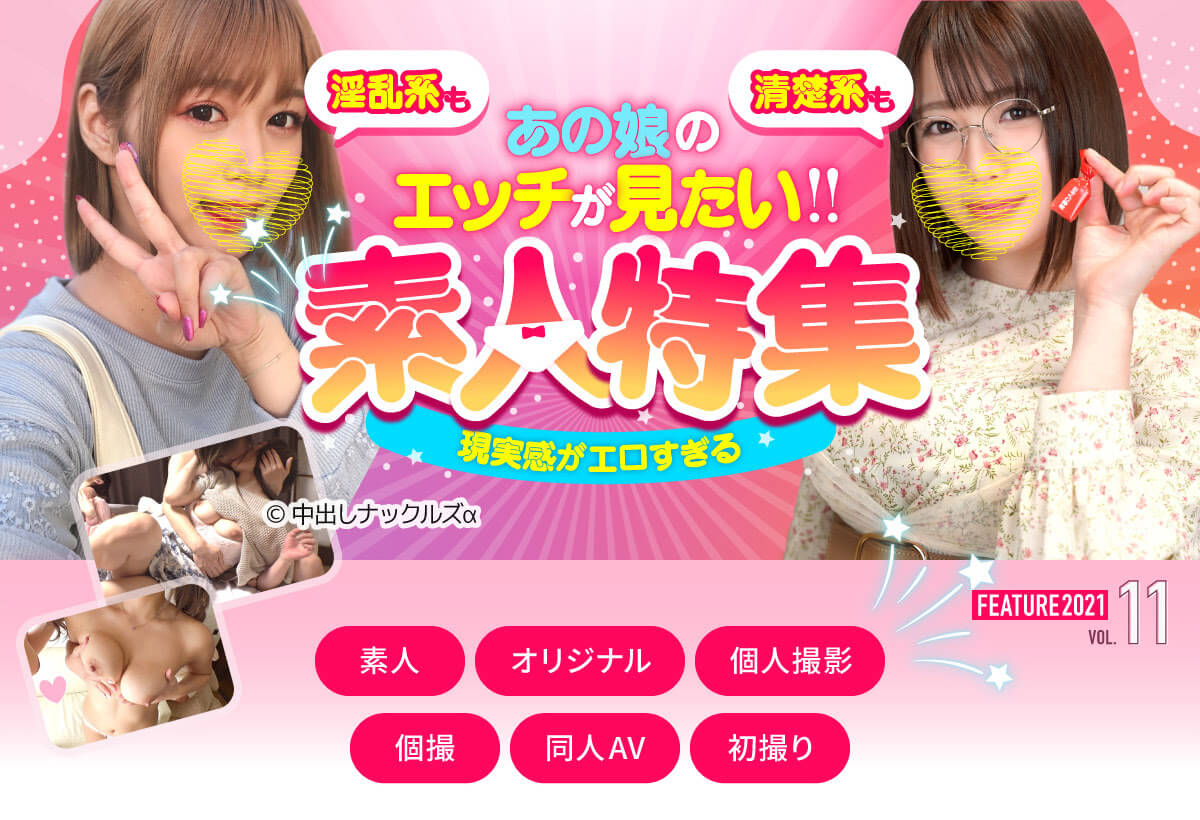 淫乱系も
清楚系も
あの娘の
エッチが見たい!!
素人特集
現実感がエロすぎる
© 中出しナックルズα
FEATURE2021
VOL. 11
素人
オリジナル
個人撮影
個撮
同人AV
初撮り